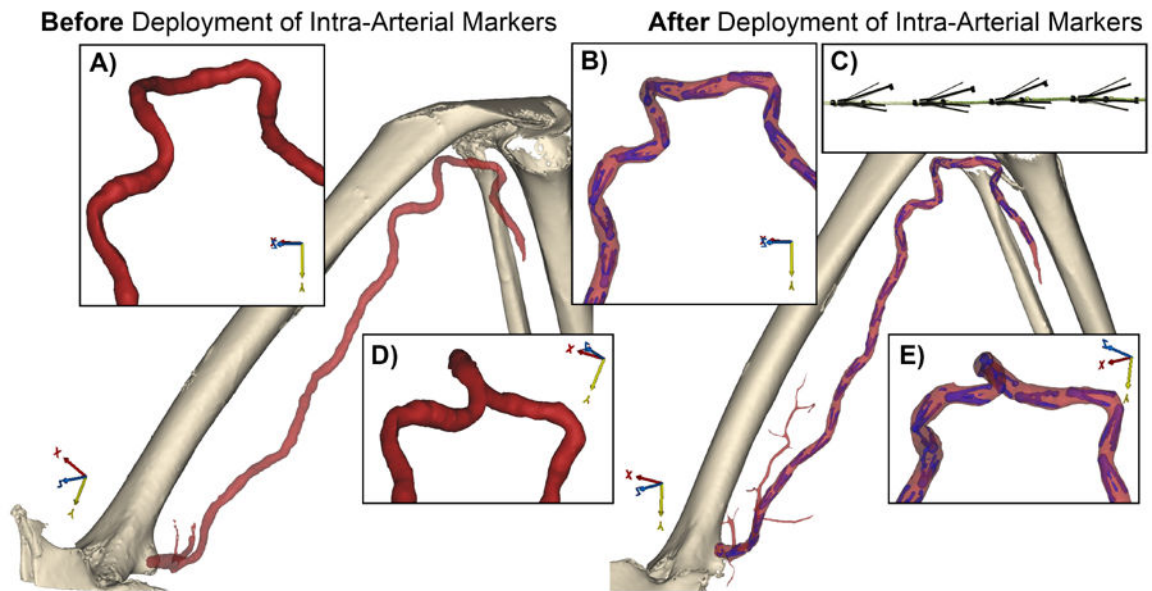 Before Deployment of Intra-Arterial Markers
After Deployment of Intra-Arterial Markers
A)
B)
C)
D)
E)
X
Y
X
Y
X
Y
X
Y
X
Y
X
Y